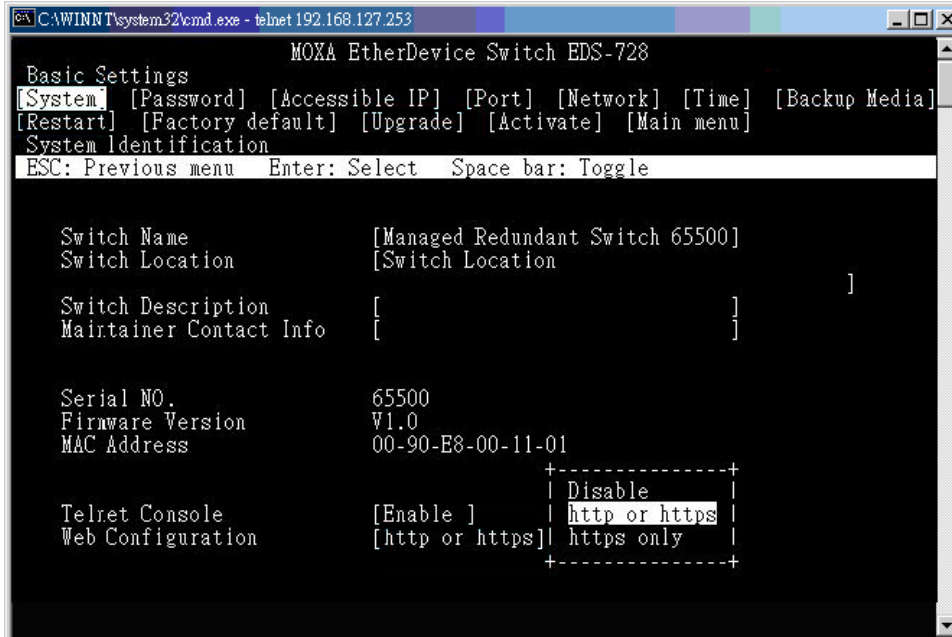 C:\WINNT\system32\cmd.exe - telnet 192.168.127.253
MOXA EtherDevice Switch EDS-728
Basic Settings
[System] [Password] [Accessible IP] [Port] [Network] [Time] [Backup Media]
[Restart] [Factory default] [Upgrade] [Activate] [Main menu]
System Identification
ESC: Previous menu Enter: Select Space bar: Toggle
Switch Name [Managed Redundant Switch 65500]
Switch Location [Switch Location
]
Switch Description [ ]
Maintainer Contact Info [ ]
Serial NO. 65500
Firmware Version V1.0
MAC Address 00-90-E8-00-11-01
+---------------+
| Disable |
Telnet Console [Enable ] | http or https |
Web Configuration [http or https]| https only |
+---------------+